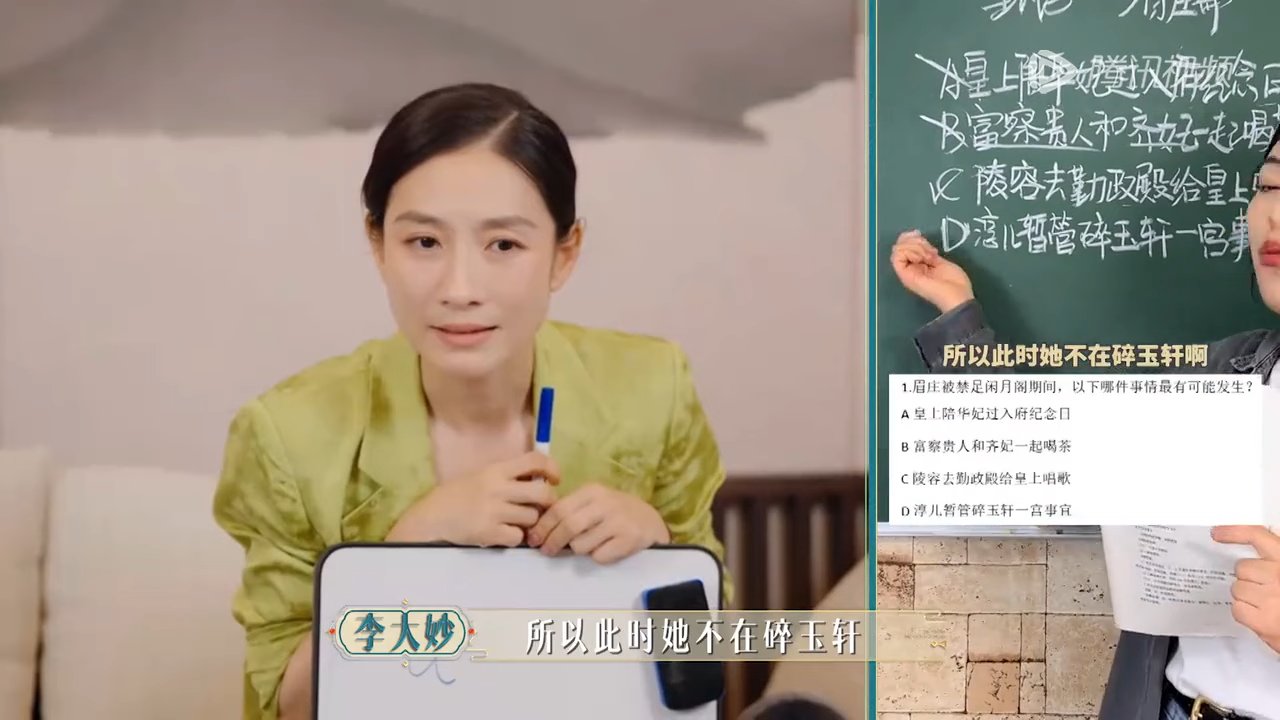 A皇上陪华妃过入府纪念日
B富察贵人和齐妃一起喝
C 陵容去勤政殿给皇上
D淳儿暂管碎玉轩一宫事
腾讯视频
所以此时她不在碎玉轩啊
1.眉庄被禁足闲月阁期间，以下哪件事情最有可能发生？
A 皇上陪华妃过入府纪念日
B 富察贵人和齐妃一起喝茶
C 陵容去勤政殿给皇上唱歌
D 淳儿暂管碎玉轩一宫事宜
李大妙
所以此时她不在碎玉轩